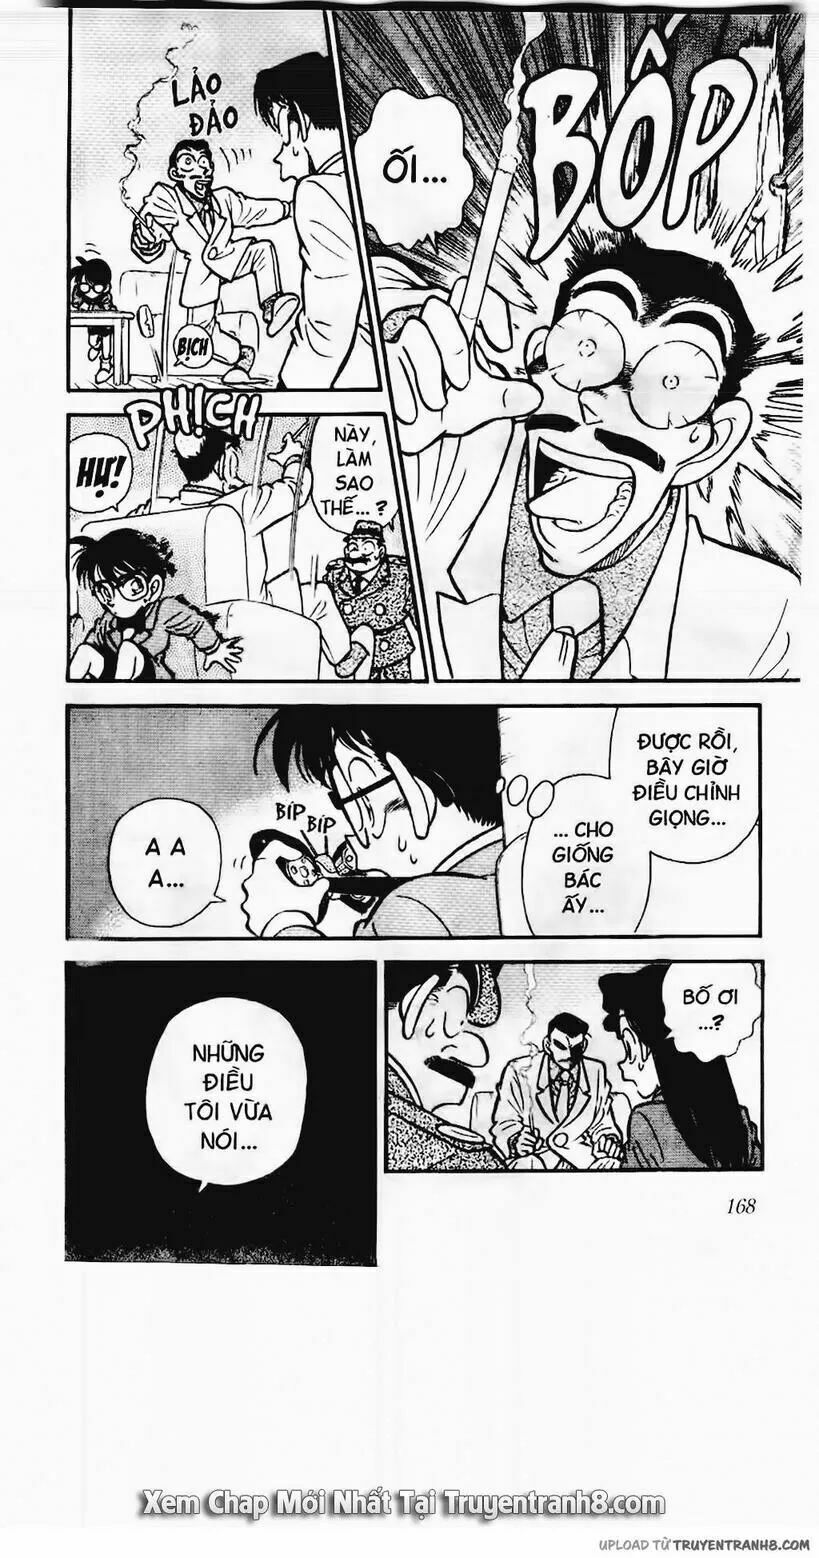 BỐP
ỐI...
LẢO
ĐẢO
BỊCH
PHỊCH
NÀY,
LÀM
SAO
THẾ...?
HỰ!
ĐƯỢC RỒI,
BÂY GIỜ
ĐIỀU CHỈNH
GIỌNG...
... CHO
GIỐNG
BÁC
ẤY...
BÍP
BÍP
A A
A...
BỐ ƠI
...?
NHỮNG
ĐIỀU
TÔI VỪA
NÓI...
168
Xem Chap Mới Nhất Tại Truyentranh8.com
UPLOAD TỪ TRUYENTRANH8.COM